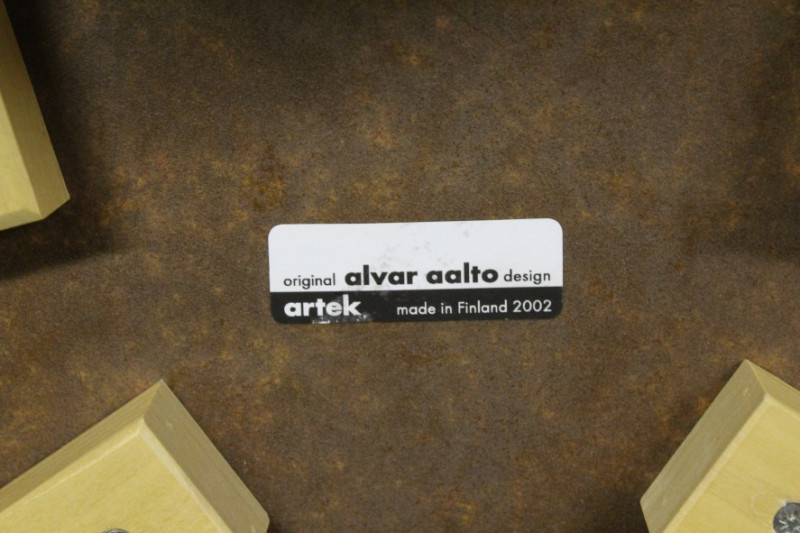 original alvar aalto design
artek made in Finland 2002